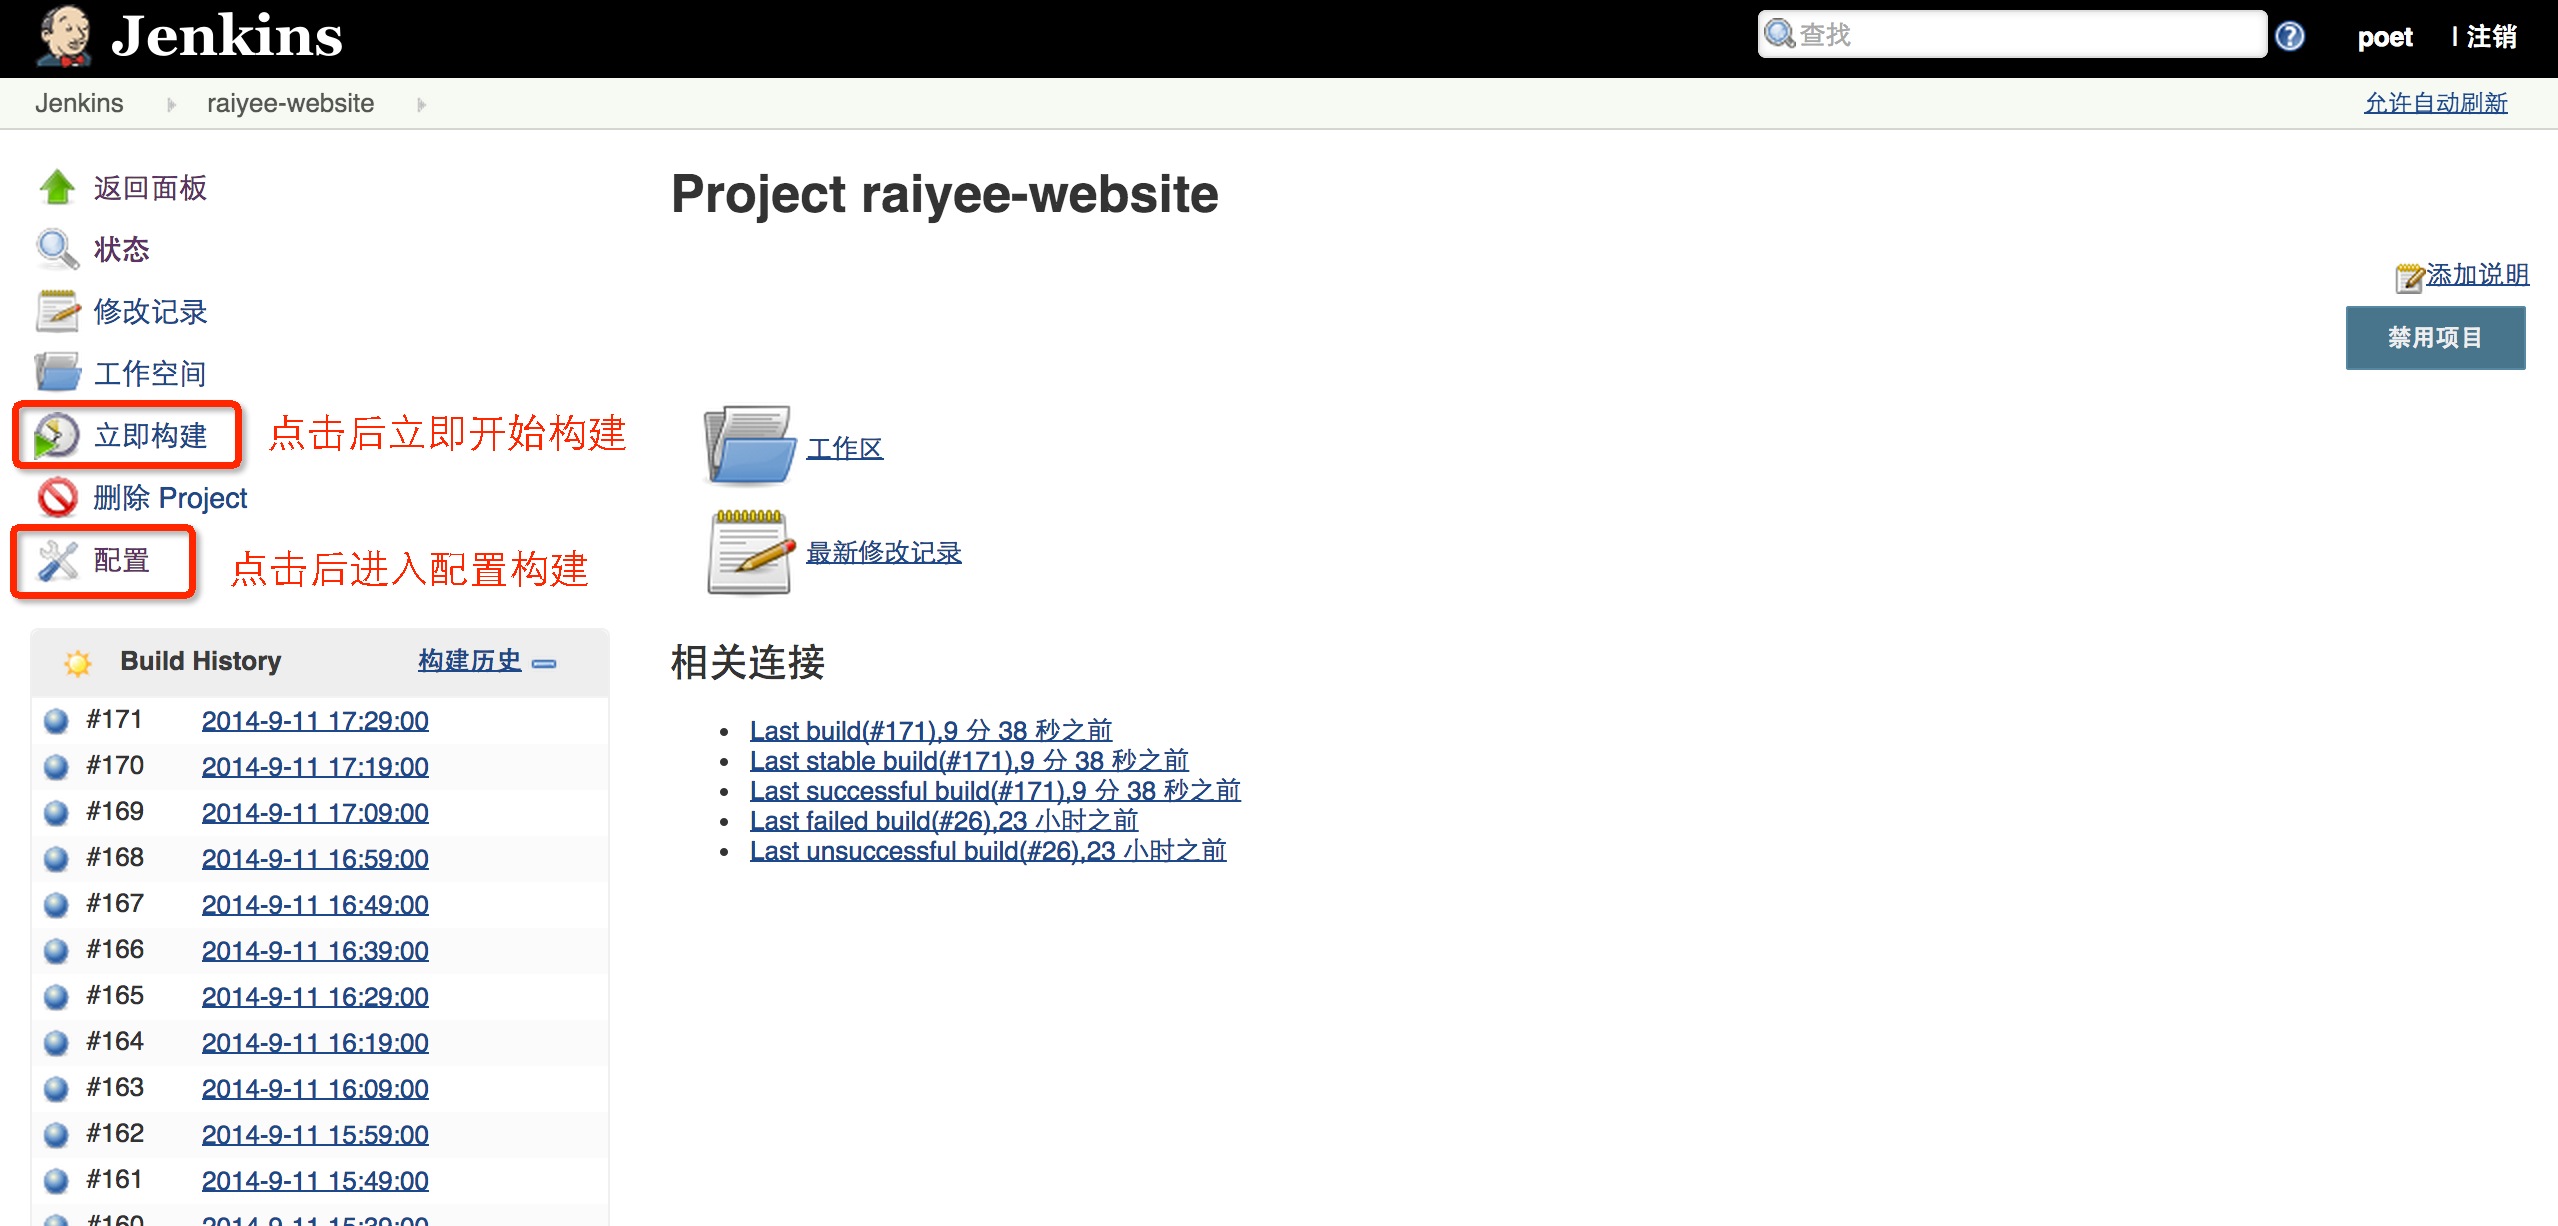 Jenkins
查找
poet
| 注销
Jenkins
raiyee-website
允许自动刷新
返回面板
状态
修改记录
工作空间
立即构建
点击后立即开始构建
删除 Project
配置
点击后进入配置构建
Build History
构建历史
#171 2014-9-11 17:29:00
#170 2014-9-11 17:19:00
#169 2014-9-11 17:09:00
#168 2014-9-11 16:59:00
#167 2014-9-11 16:49:00
#166 2014-9-11 16:39:00
#165 2014-9-11 16:29:00
#164 2014-9-11 16:19:00
#163 2014-9-11 16:09:00
#162 2014-9-11 15:59:00
#161 2014-9-11 15:49:00
#160 2014-9-11 15:39:00
Project raiyee-website
添加说明
禁用项目
工作区
最新修改记录
相关连接
Last build(#171),9 分 38 秒之前
Last stable build(#171),9 分 38 秒之前
Last successful build(#171),9 分 38 秒之前
Last failed build(#26),23 小时之前
Last unsuccessful build(#26),23 小时之前